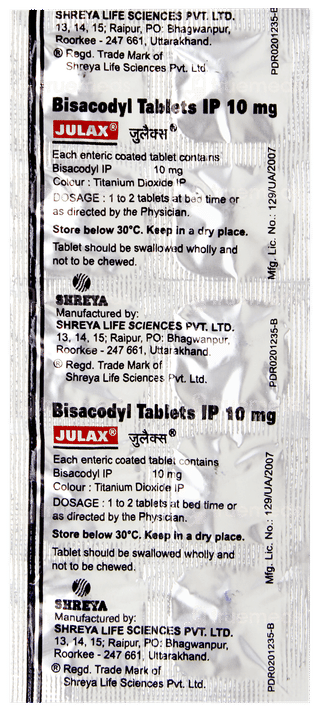 SHREYA LIFE SCIENCES PVT. LTD.
13, 14, 15; Raipur, PO: Bhagwanpur,
Roorkee - 247 661, Uttarakhand.
® Regd. Trade Mark of
Shreya Life Sciences Pvt. Ltd.
PDR0201235-B
Bisacodyl Tablets IP 10 mg
JULAX® जुलैक्स®
Each enteric coated tablet contains
Bisacodyl IP 10 mg
Colour : Titanium Dioxide IP
DOSAGE : 1 to 2 tablets at bed time or
as directed by the Physician.
Store below 30°C. Keep in a dry place.
Tablet should be swallowed wholly and
not to be chewed.
Mfg. Lic. No.: 129/UA/2007
SHREYA
Manufactured by:
SHREYA LIFE SCIENCES PVT. LTD.
13, 14, 15; Raipur, PO: Bhagwanpur,
Roorkee - 247 661, Uttarakhand.
® Regd. Trade Mark of
Shreya Life Sciences Pvt. Ltd.
PDR0201235-B
Bisacodyl Tablets IP 10 mg
JULAX® जुलैक्स®
Each enteric coated tablet contains
Bisacodyl IP 10 mg
Colour : Titanium Dioxide IP
DOSAGE : 1 to 2 tablets at bed time or
as directed by the Physician.
Store below 30°C. Keep in a dry place.
Tablet should be swallowed wholly and
not to be chewed.
Mfg. Lic. No.: 129/UA/2007
SHREYA
Manufactured by:
SHREYA LIFE SCIENCES PVT. LTD.
13, 14, 15; Raipur, PO: Bhagwanpur,
Roorkee - 247 661, Uttarakhand.
® Regd. Trade Mark of
Shreya Life Sciences Pvt. Ltd.
PDR0201235-B